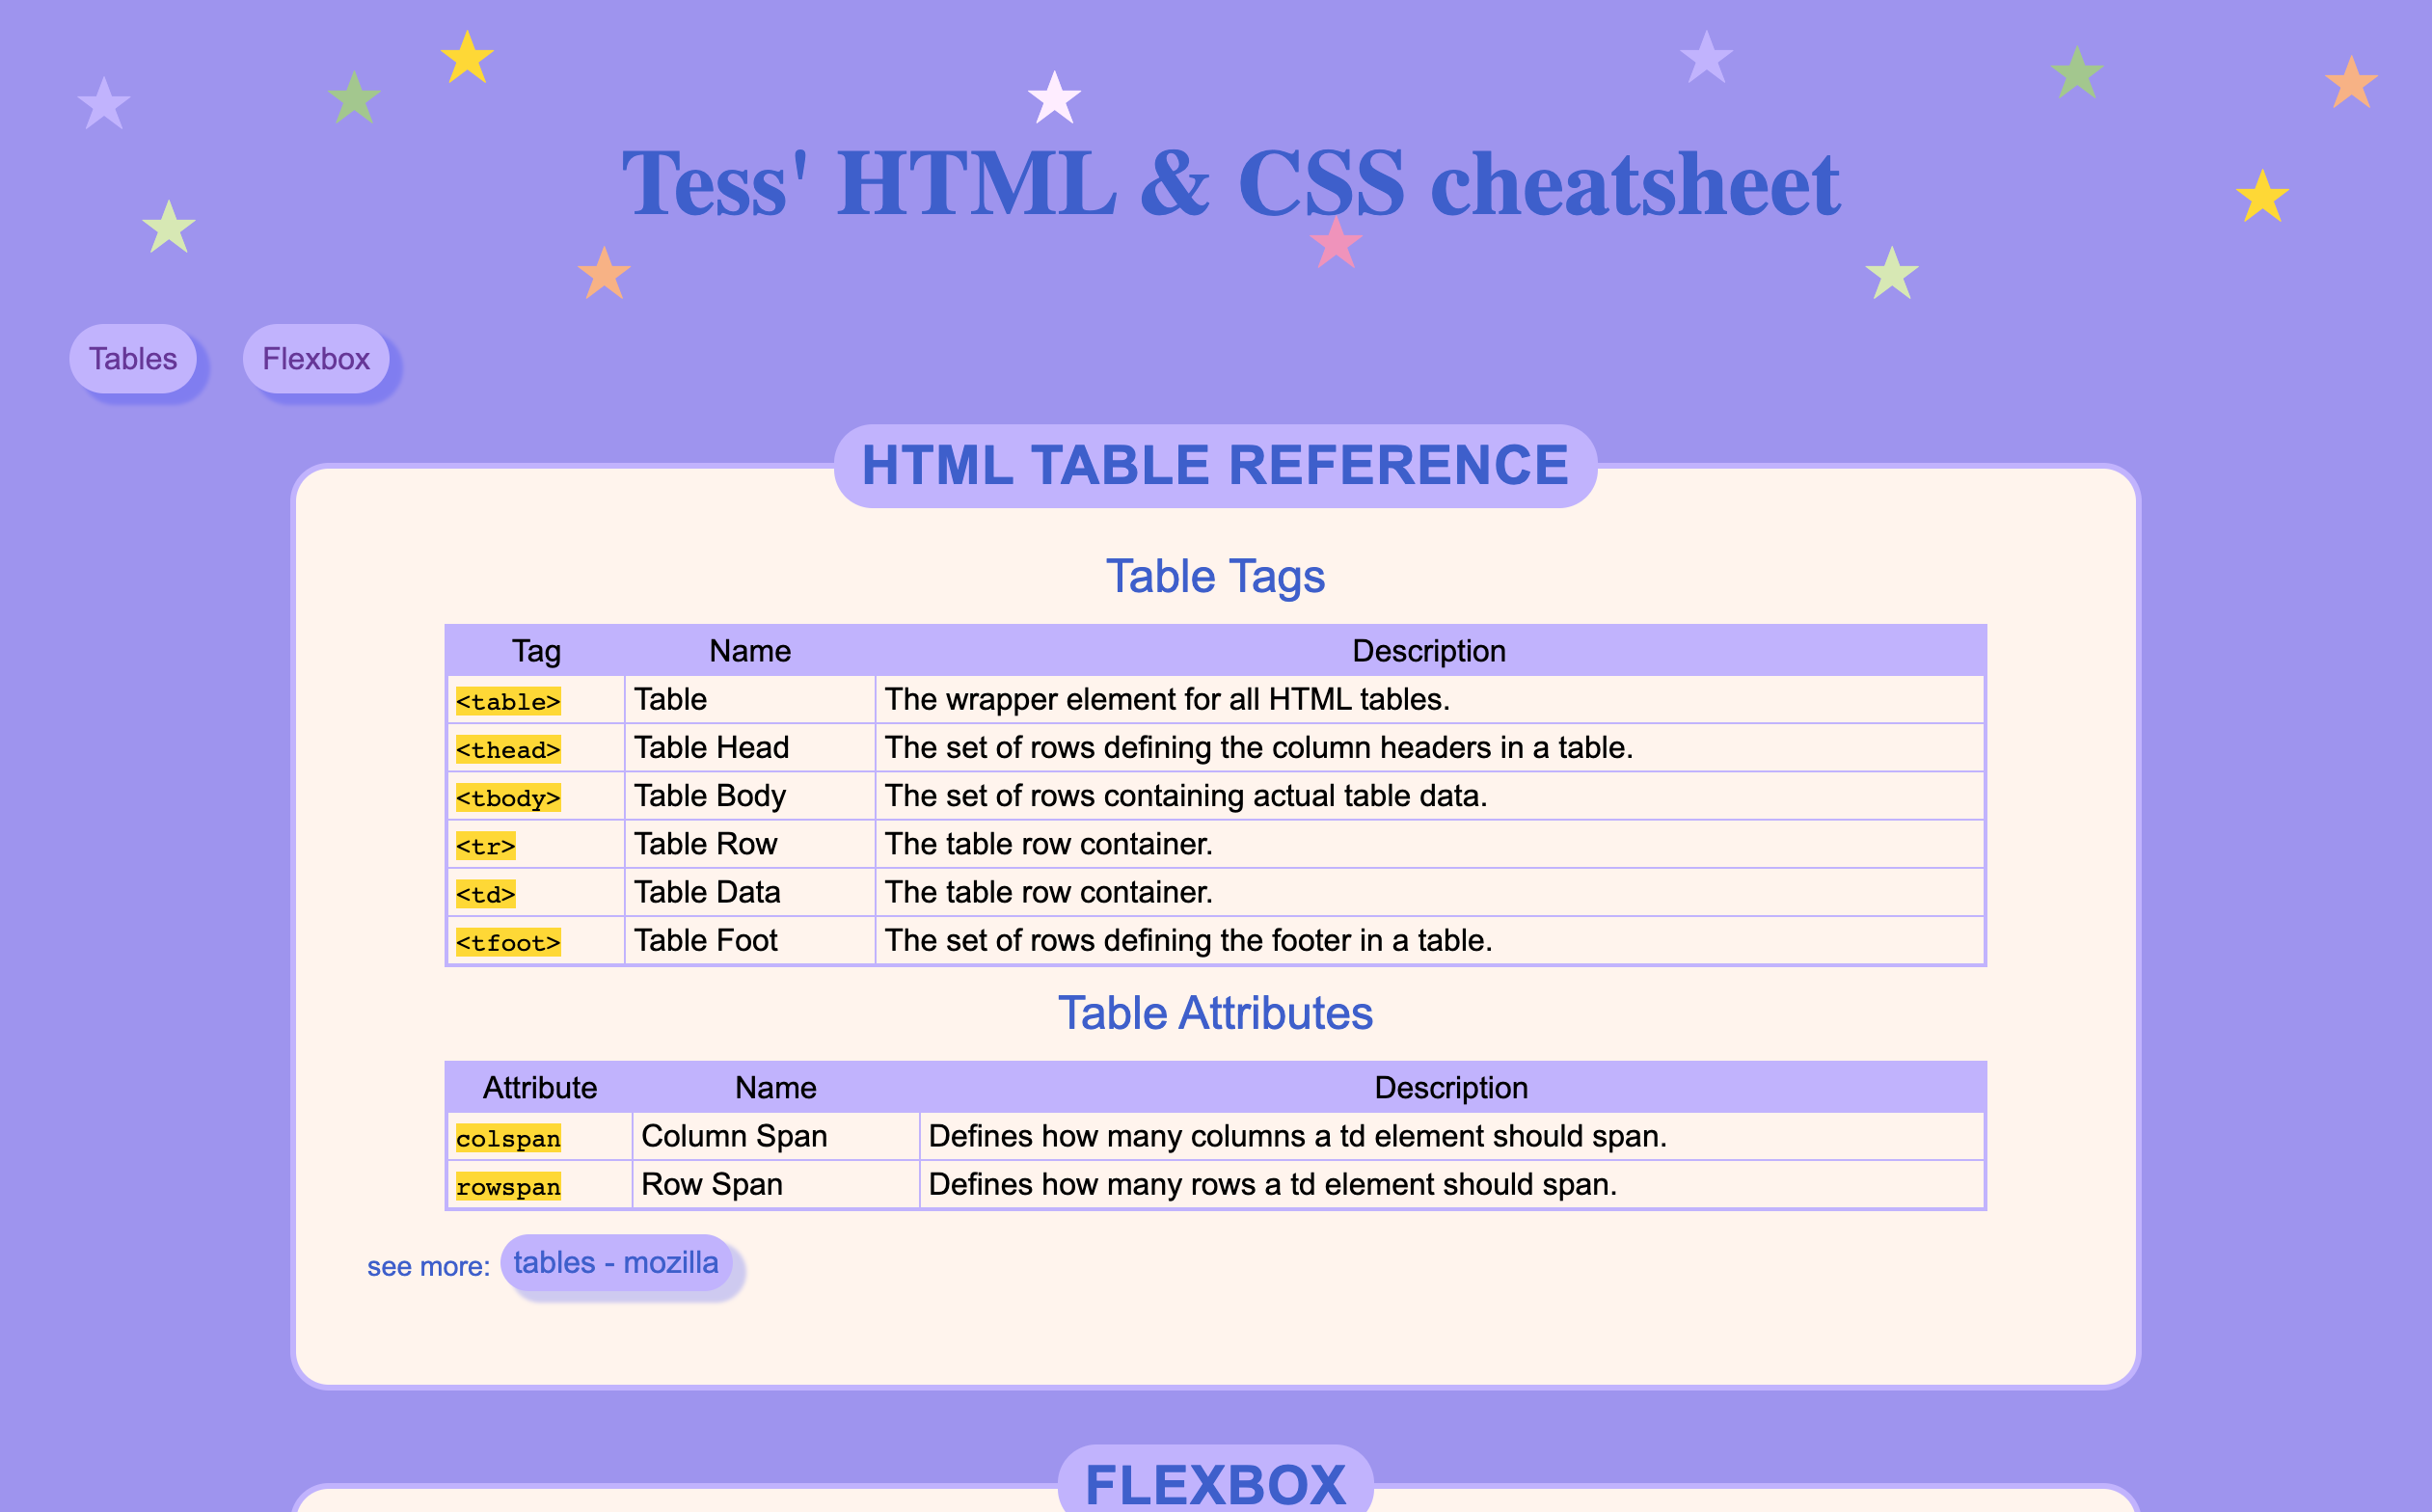 Tess' HTML & CSS cheatsheet
Tables Flexbox
HTML TABLE REFERENCE
Table Tags
Tag Name Description
<table> Table The wrapper element for all HTML tables.
<thead> Table Head The set of rows defining the column headers in a table.
<tbody> Table Body The set of rows containing actual table data.
<tr> Table Row The table row container.
<td> Table Data The table row container.
<tfoot> Table Foot The set of rows defining the footer in a table.
Table Attributes
Attribute Name Description
colspan Column Span Defines how many columns a td element should span.
rowspan Row Span Defines how many rows a td element should span.
see more: tables - mozilla
FLEXBOX